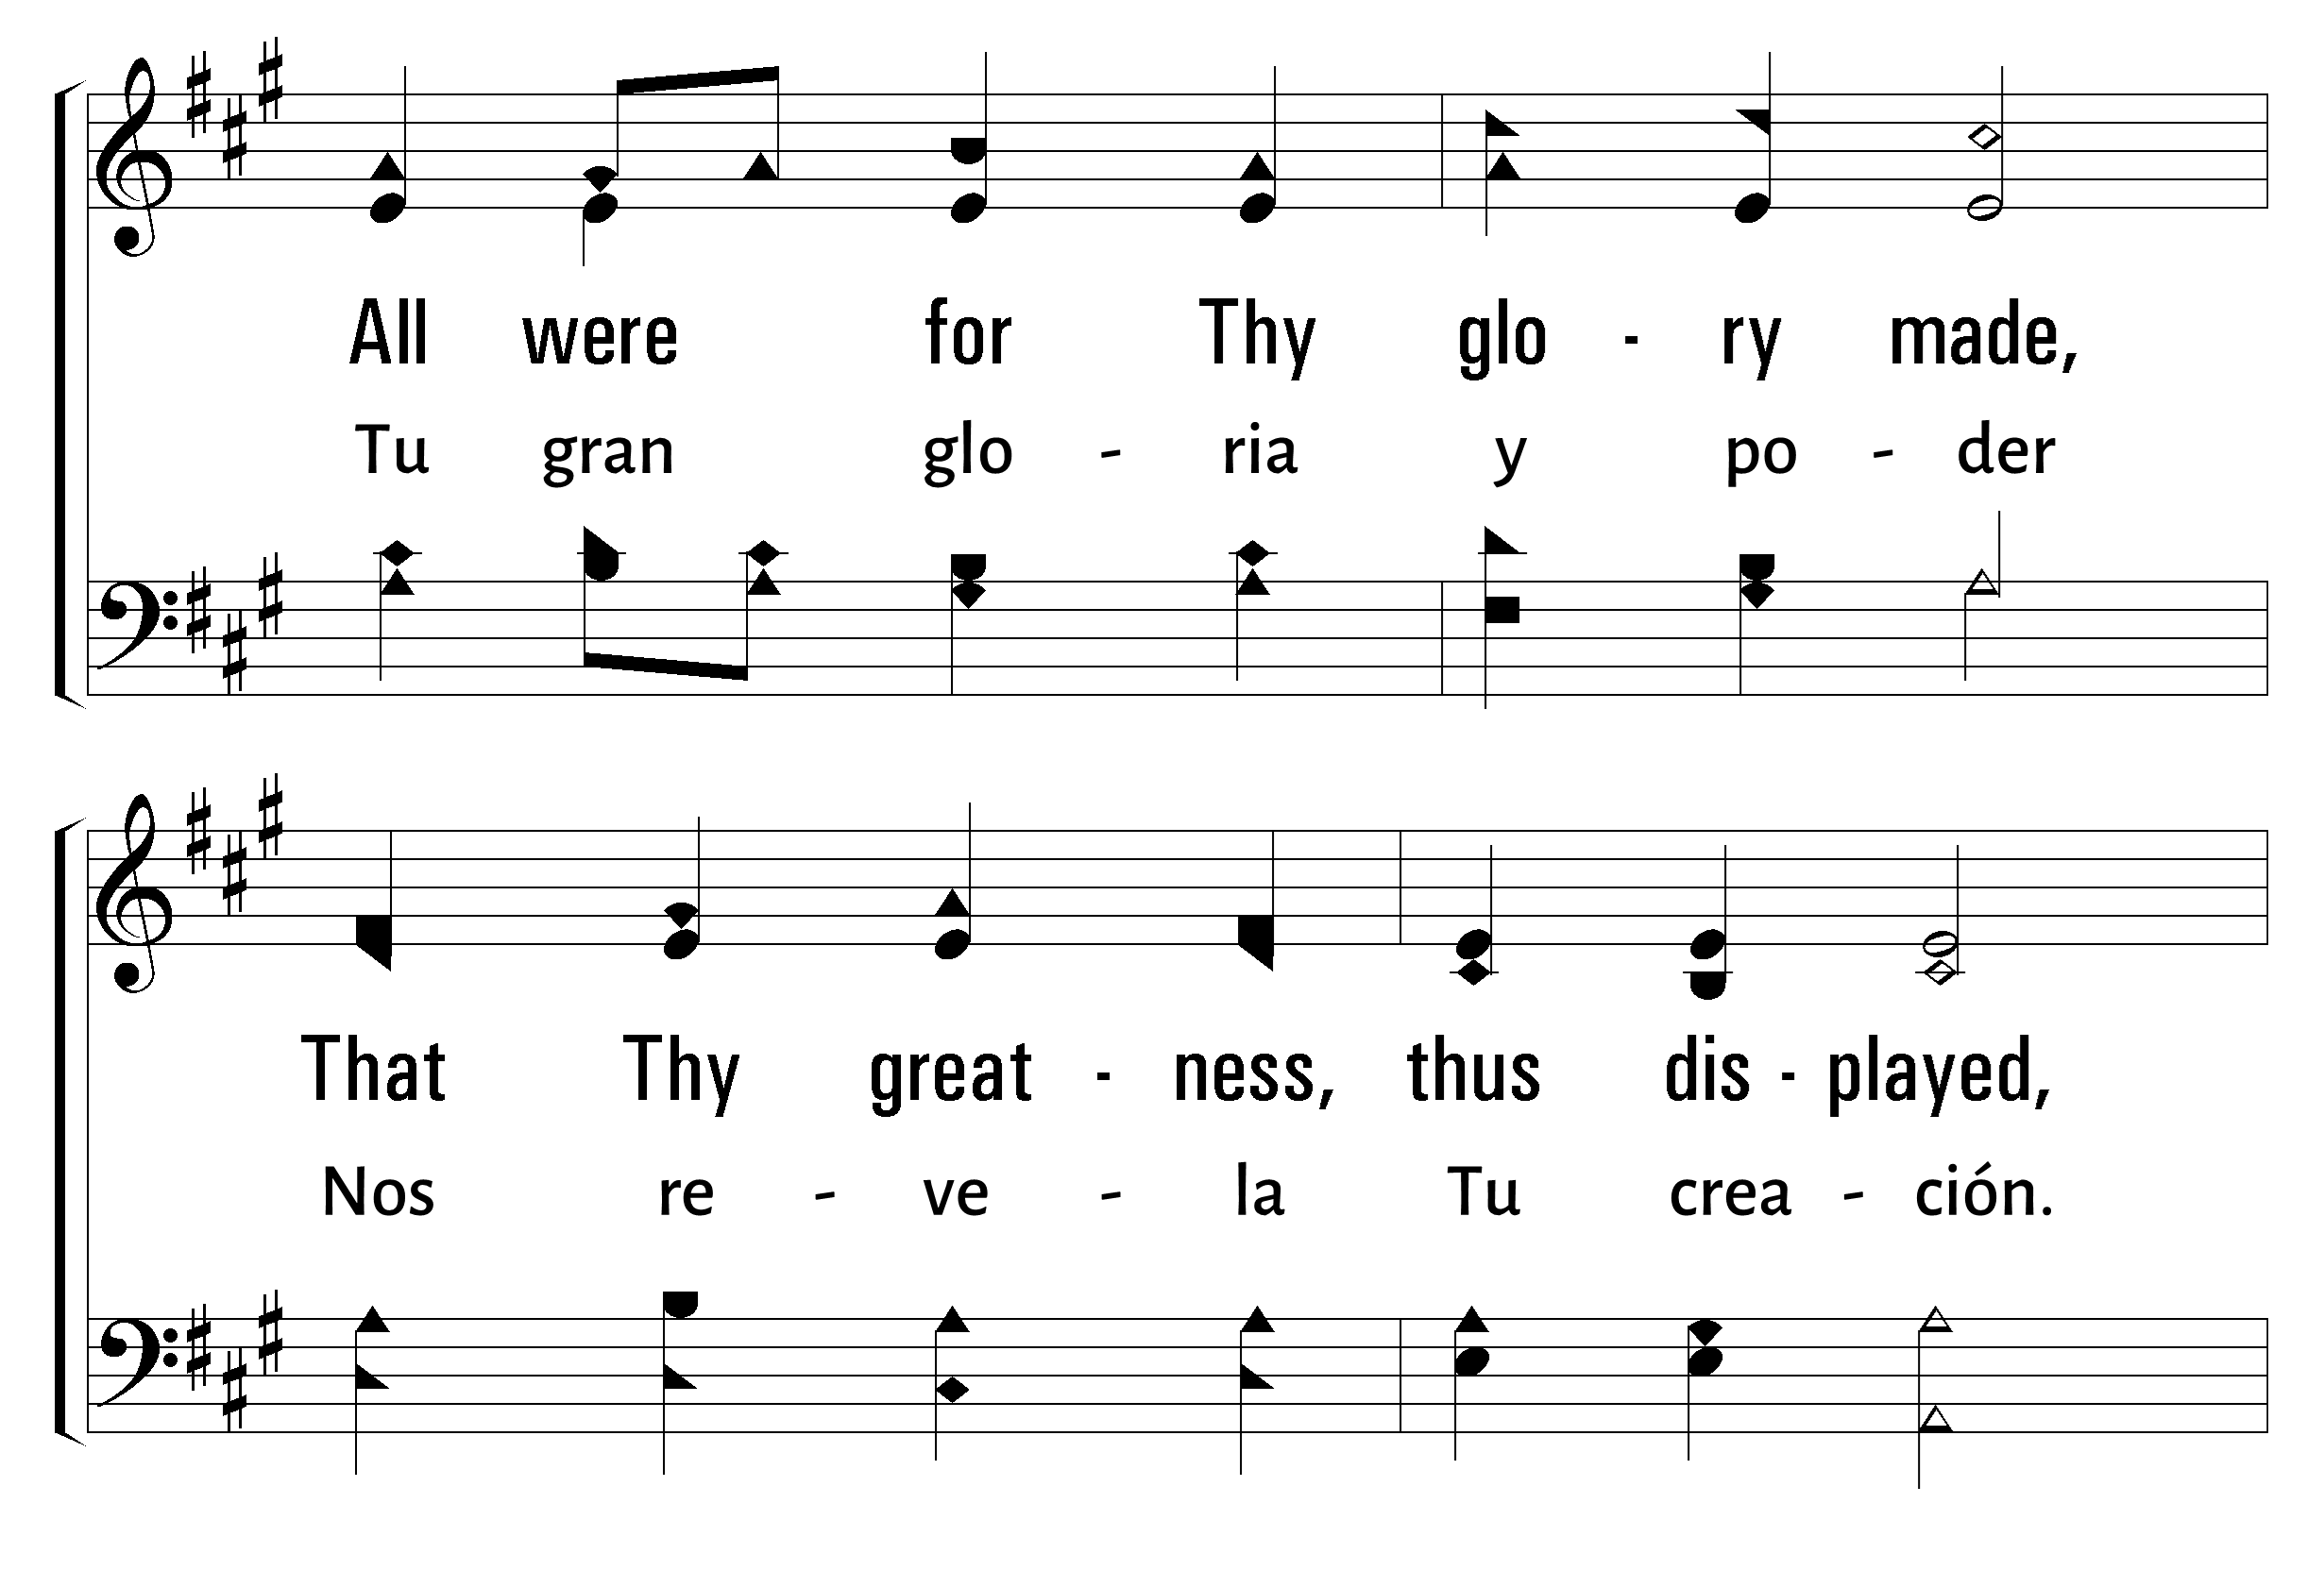 All were for Thy glo - ry made,
Tu gran glo - ria y po - der
That Thy great - ness, thus dis - played,
Nos re - ve - la Tu crea - ción.